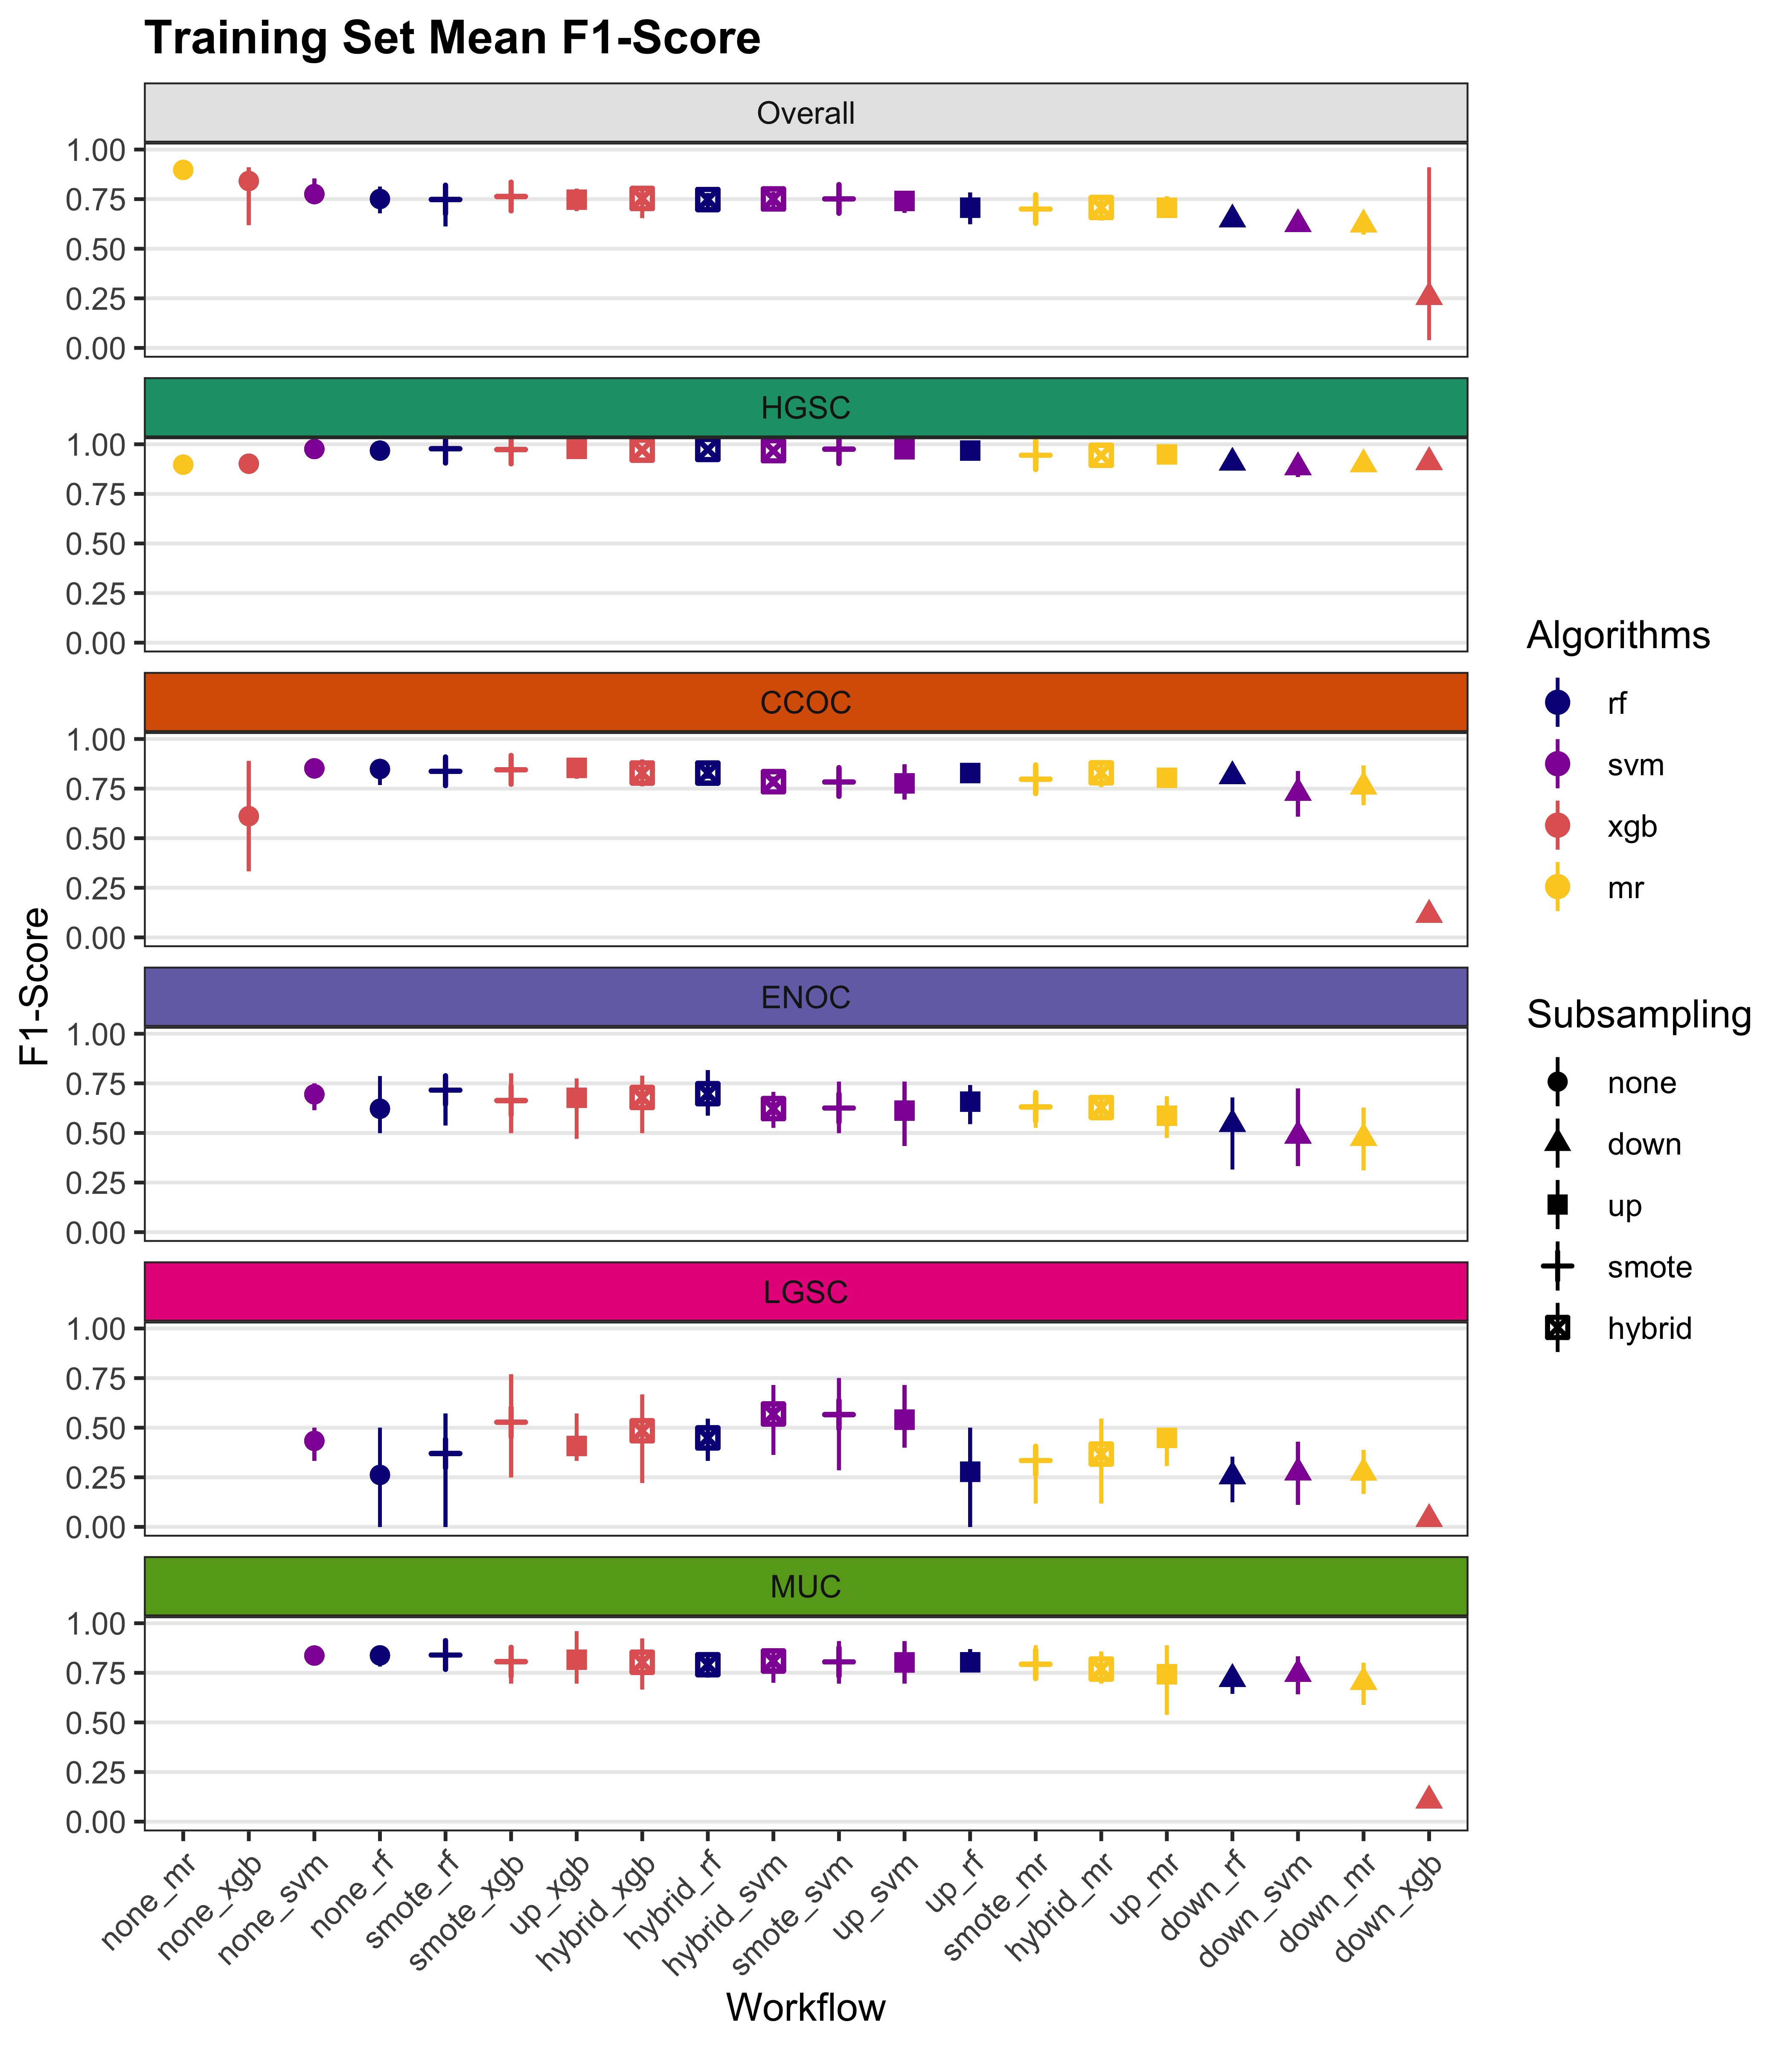 Training Set Mean F1-Score
Overall
1.00
0.75
0.50
0.25
0.00
HGSC
1.00
0.75
0.50
0.25
0.00
CCOC
1.00
0.75
0.50
0.25
0.00
ENOC
1.00
0.75
0.50
0.25
0.00
LGSC
1.00
0.75
0.50
0.25
0.00
MUC
1.00
0.75
0.50
0.25
0.00
F1-Score
none_mr
none_xgb
none_svm
none_rf
smote_rf
smote_xgb
up_xgb
hybrid_xgb
hybrid_rf
hybrid_svm
smote_svm
up_svm
up_rf
smote_mr
hybrid_mr
up_mr
down_rf
down_svm
down_mr
down_xgb
Workflow
Algorithms
rf
svm
xgb
mr
Subsampling
none
down
up
smote
hybrid